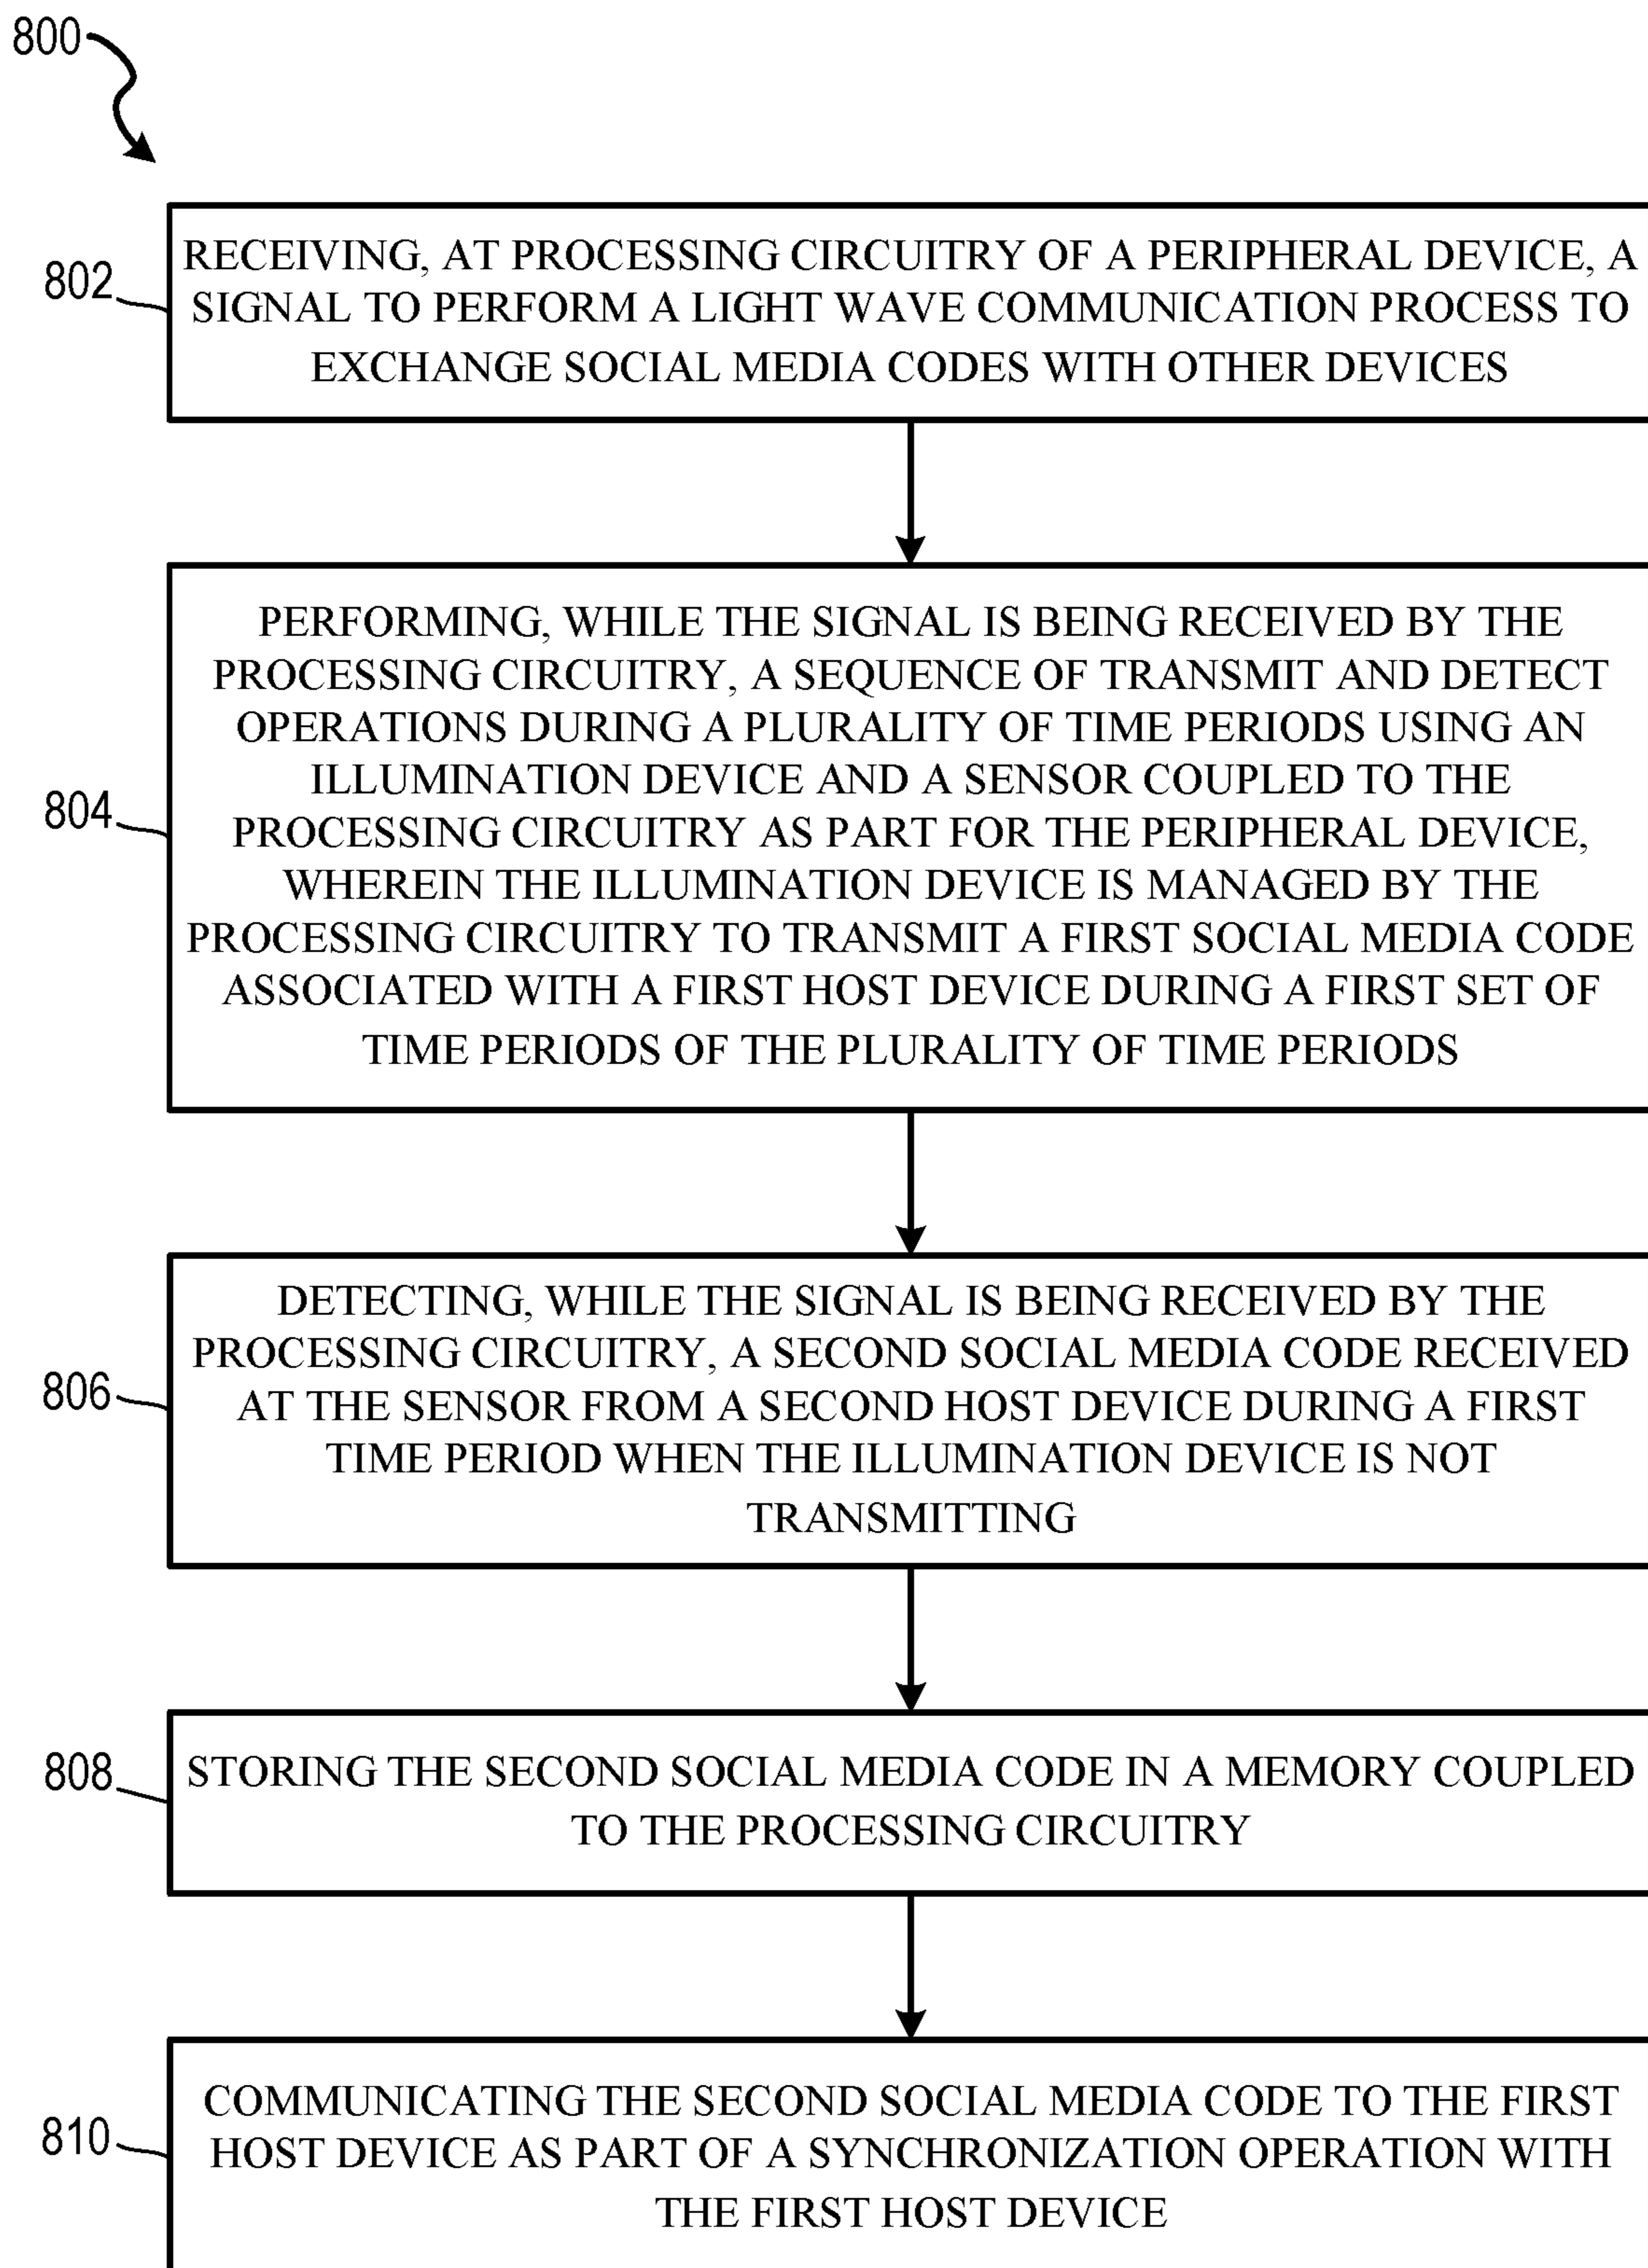 800
802
RECEIVING, AT PROCESSING CIRCUITRY OF A PERIPHERAL DEVICE, A
SIGNAL TO PERFORM A LIGHT WAVE COMMUNICATION PROCESS TO
EXCHANGE SOCIAL MEDIA CODES WITH OTHER DEVICES
804
PERFORMING, WHILE THE SIGNAL IS BEING RECEIVED BY THE
PROCESSING CIRCUITRY, A SEQUENCE OF TRANSMIT AND DETECT
OPERATIONS DURING A PLURALITY OF TIME PERIODS USING AN
ILLUMINATION DEVICE AND A SENSOR COUPLED TO THE
PROCESSING CIRCUITRY AS PART FOR THE PERIPHERAL DEVICE,
WHEREIN THE ILLUMINATION DEVICE IS MANAGED BY THE
PROCESSING CIRCUITRY TO TRANSMIT A FIRST SOCIAL MEDIA CODE
ASSOCIATED WITH A FIRST HOST DEVICE DURING A FIRST SET OF
TIME PERIODS OF THE PLURALITY OF TIME PERIODS
806
DETECTING, WHILE THE SIGNAL IS BEING RECEIVED BY THE
PROCESSING CIRCUITRY, A SECOND SOCIAL MEDIA CODE RECEIVED
AT THE SENSOR FROM A SECOND HOST DEVICE DURING A FIRST
TIME PERIOD WHEN THE ILLUMINATION DEVICE IS NOT
TRANSMITTING
808
STORING THE SECOND SOCIAL MEDIA CODE IN A MEMORY COUPLED
TO THE PROCESSING CIRCUITRY
810
COMMUNICATING THE SECOND SOCIAL MEDIA CODE TO THE FIRST
HOST DEVICE AS PART OF A SYNCHRONIZATION OPERATION WITH
THE FIRST HOST DEVICE